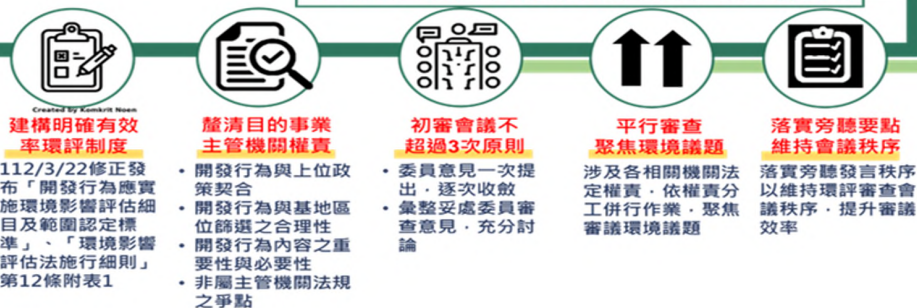 Created by Komkrit Noen
建構明確有效
率環評制度
112/3/22修正發
布「開發行為應實
施環境影響評估細
目及範圍認定標
準」、「環境影響
評估法施行細則」
第12條附表1
釐清目的事業
主管機關權責
• 開發行為與上位政
策契合
• 開發行為與基地區
位篩選之合理性
• 開發行為內容之重
要性與必要性
• 非屬主管機關法規
之爭點
初審會議不
超過3次原則
• 委員意見一次提
出，逐次收斂
• 彙整妥處委員審
查意見，充分討
論
平行審查
聚焦環境議題
涉及各相關機關法
定權責，依權責分
工併行作業，聚焦
審議環境議題
落實旁聽要點
維持會議秩序
落實旁聽發言秩序
以維持環評審查會
議秩序，提升審議
效率